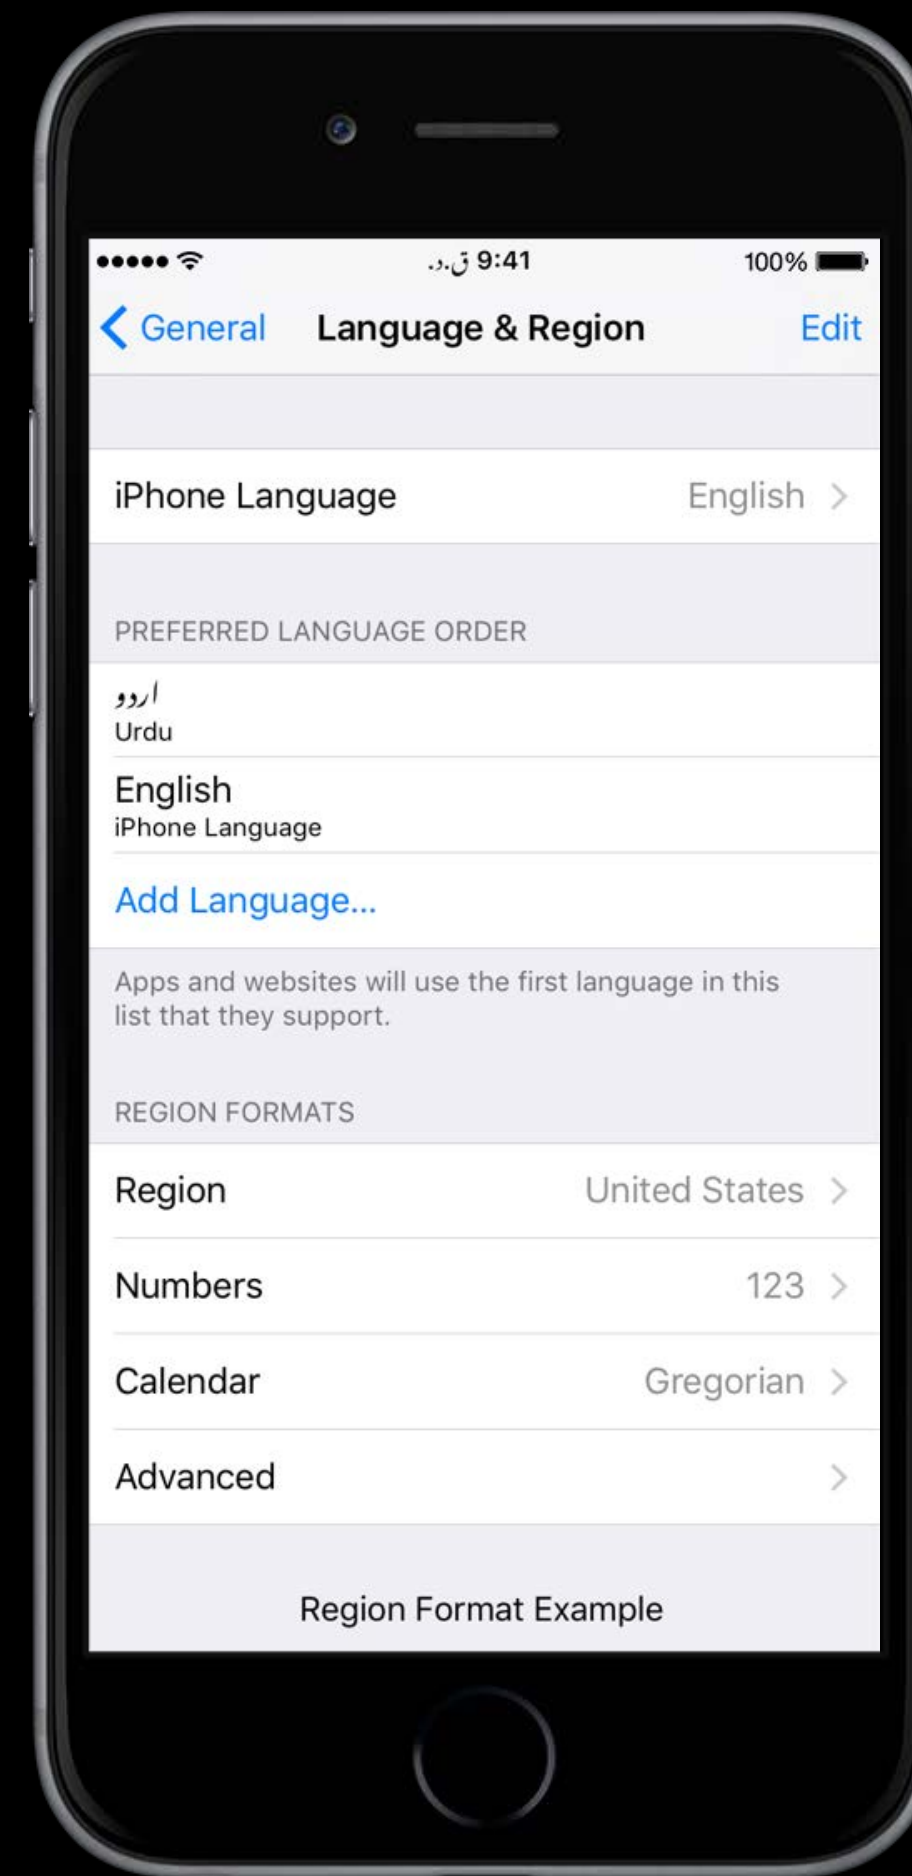 9:41 ق.د. 100%
General Language & Region Edit
iPhone Language English
PREFERRED LANGUAGE ORDER
اردو
Urdu
English
iPhone Language
Add Language...
Apps and websites will use the first language in this
list that they support.
REGION FORMATS
Region United States
Numbers 123
Calendar Gregorian
Advanced
Region Format Example